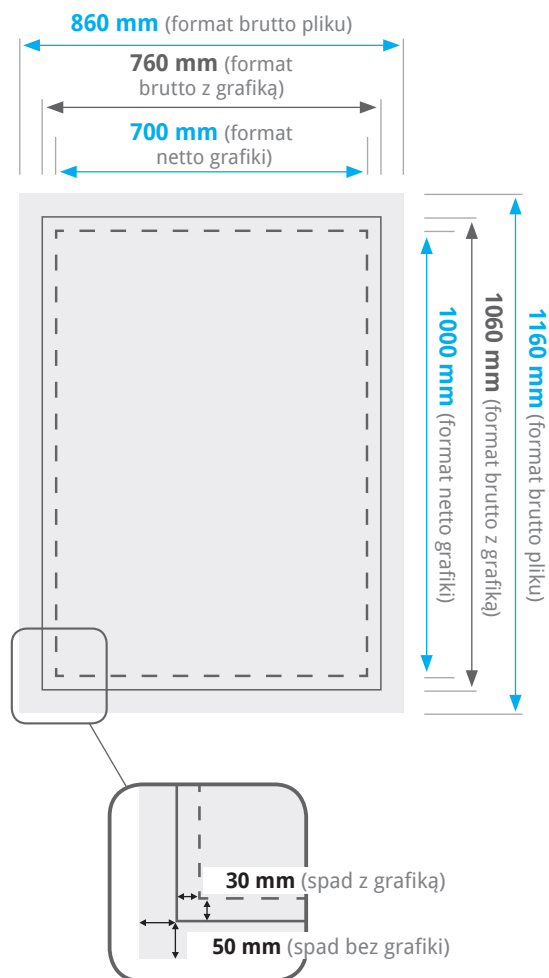 860 mm (format brutto pliku)
760 mm (format
brutto z grafiką)
700 mm (format
netto grafiki)
1000 mm (format netto grafiki)
1060 mm (format brutto z grafiką)
1160 mm (format brutto pliku)
30 mm (spad z grafiką)
50 mm (spad bez grafiki)